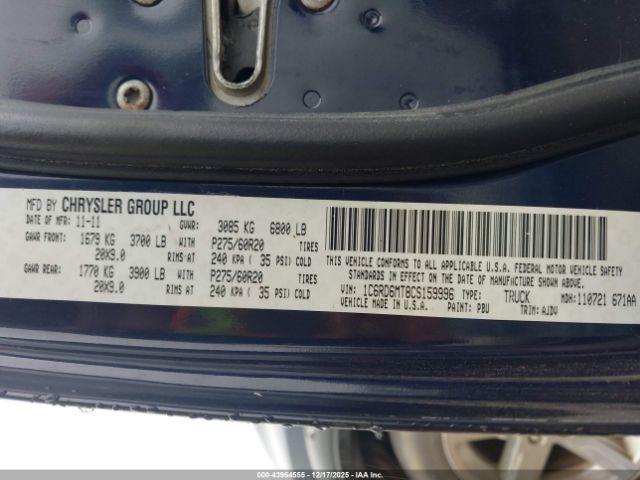 MFD BY CHRYSLER GROUP LLC
DATE OF MFR: 11-11 GVWR: 3085 KG 6800 LB
GAWR FRONT: 1679 KG 3700 LB WITH P275/60R20 TIRES
20X9.0 RIMS AT 240 KPA ( 35 PSI) COLD
GAWR REAR: 1770 KG 3900 LB WITH P275/60R20 TIRES
20X9.0 RIMS AT 240 KPA ( 35 PSI) COLD
THIS VEHICLE CONFORMS TO ALL APPLICABLE U.S.A. FEDERAL MOTOR VEHICLE
SAFETY STANDARDS IN EFFECT ON THE DATE OF MANUFACTURE SHOWN ABOVE.
VIN: 1C6RD6MT8CS159996 TYPE: TRUCK MDH: 110721 671AA
VEHICLE MADE IN U.S.A. PAINT: PBU TRIM: AJDV
000-43964555 - 12/17/2025 - IAAI.COM